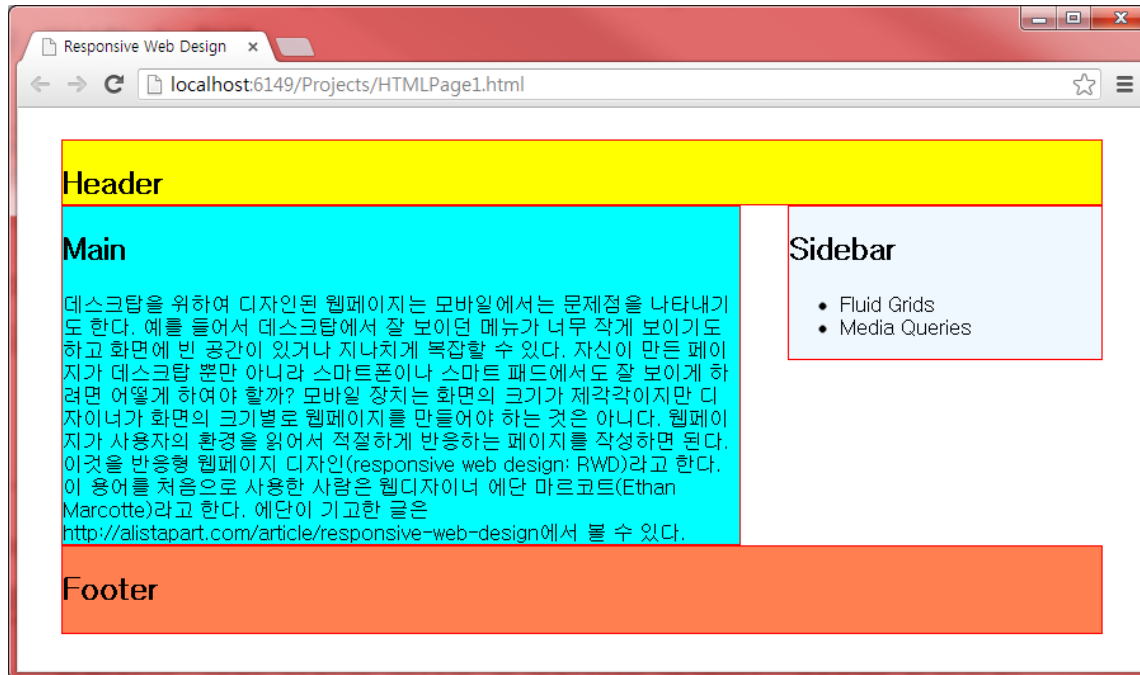 Responsive Web Design
localhost:6149/Projects/HTMLPage1.html
Header
Main
데스크탑을 위하여 디자인된 웹페이지는 모바일에서는 문제점을 나타내기
도 한다. 예를 들어서 데스크탑에서 잘 보이던 메뉴가 너무 작게 보이기도
하고 화면에 빈 공간이 있거나 지나치게 복잡할 수 있다. 자신이 만든 페이
지가 데스크탑 뿐만 아니라 스마트폰이나 스마트 패드에서도 잘 보이게 하
려면 어떻게 하여야 할까? 모바일 장치는 화면의 크기가 제각각이지만 디
자이너가 화면의 크기별로 웹페이지를 만들어야 하는 것은 아니다. 웹페이
지가 사용자의 환경을 읽어서 적절하게 반응하는 페이지를 작성하면 된다.
이것을 반응형 웹페이지 디자인(responsive web design: RWD)라고 한다.
이 용어를 처음으로 사용한 사람은 웹디자이너 에단 마르코트(Ethan
Marcotte)라고 한다. 에단이 기고한 글은
http://alistapart.com/article/responsive-web-design에서 볼 수 있다.
Sidebar
Fluid Grids
Media Queries
Footer